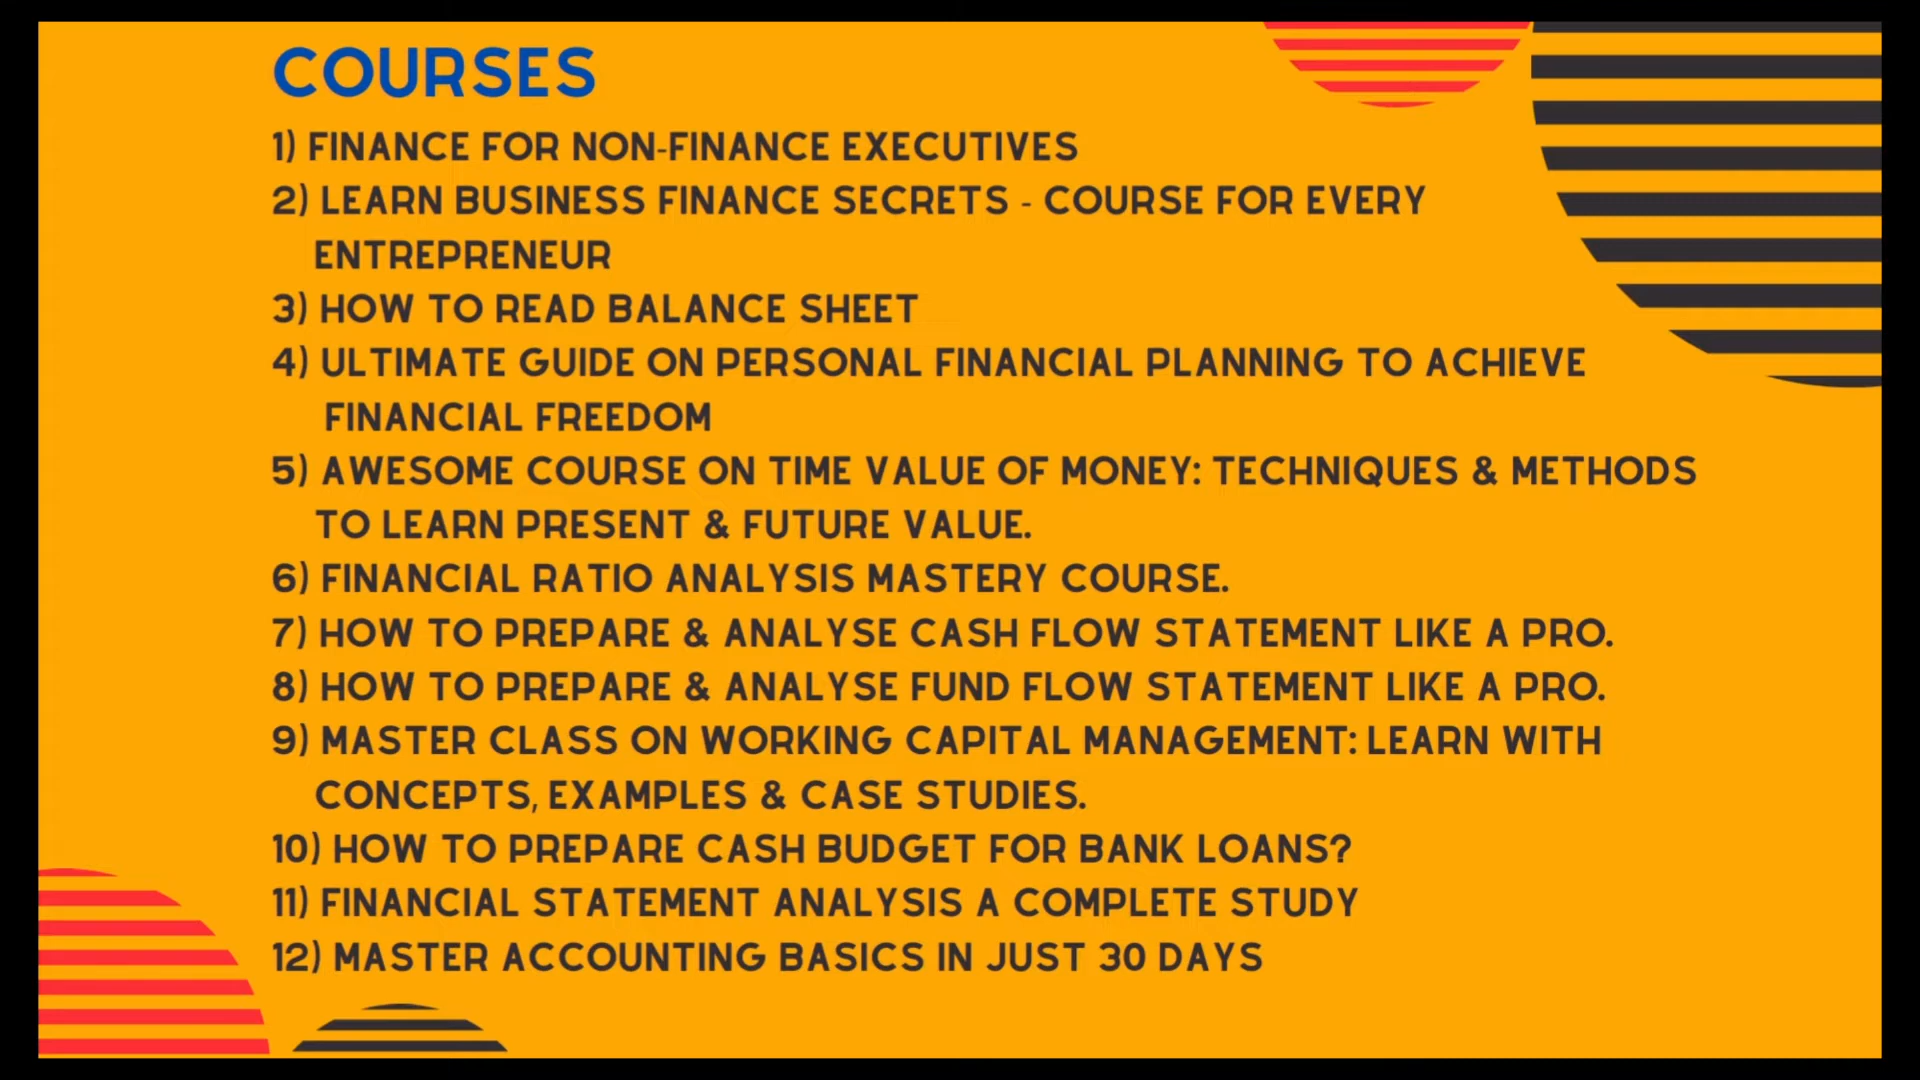 COURSES
1) FINANCE FOR NON-FINANCE EXECUTIVES
2) LEARN BUSINESS FINANCE SECRETS - COURSE FOR EVERY
ENTREPRENEUR
3) HOW TO READ BALANCE SHEET
4) ULTIMATE GUIDE ON PERSONAL FINANCIAL PLANNING TO ACHIEVE
FINANCIAL FREEDOM
5) AWESOME COURSE ON TIME VALUE OF MONEY: TECHNIQUES & METHODS
TO LEARN PRESENT & FUTURE VALUE.
6) FINANCIAL RATIO ANALYSIS MASTERY COURSE.
7) HOW TO PREPARE & ANALYSE CASH FLOW STATEMENT LIKE A PRO.
8) HOW TO PREPARE & ANALYSE FUND FLOW STATEMENT LIKE A PRO.
9) MASTER CLASS ON WORKING CAPITAL MANAGEMENT: LEARN WITH
CONCEPTS, EXAMPLES & CASE STUDIES.
10) HOW TO PREPARE CASH BUDGET FOR BANK LOANS?
11) FINANCIAL STATEMENT ANALYSIS A COMPLETE STUDY
12) MASTER ACCOUNTING BASICS IN JUST 30 DAYS